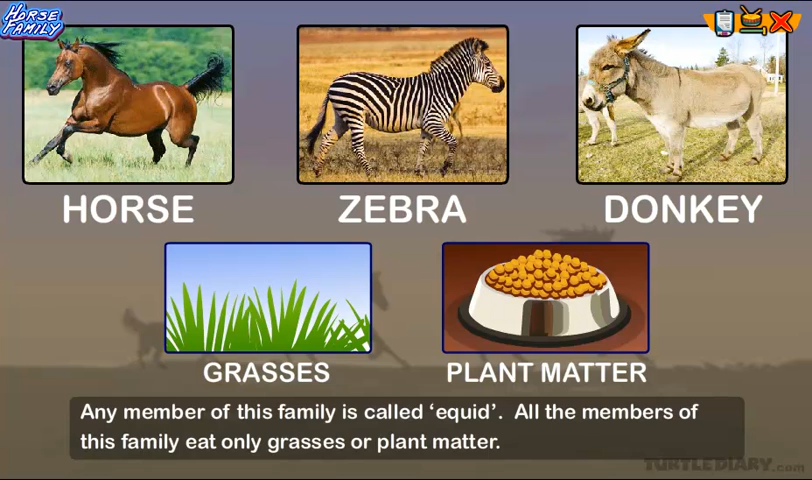 HORSE
FAMILY
HORSE
ZEBRA
DONKEY
GRASSES
PLANT MATTER
Any member of this family is called ‘equid’. All the members of
this family eat only grasses or plant matter.
TURTLEDIARY.com